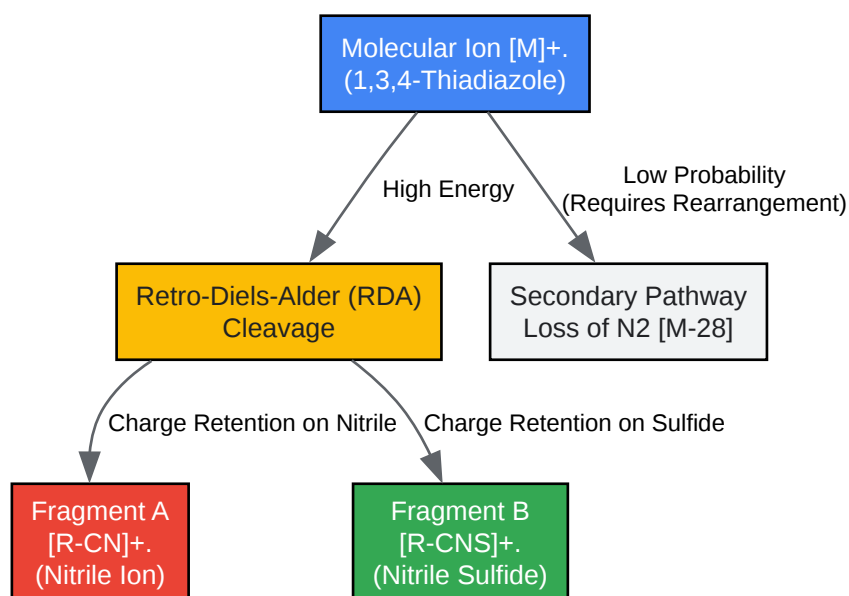 Molecular Ion [M]+.
(1,3,4-Thiadiazole)
High Energy
Low Probability
(Requires Rearrangement)
Retro-Diels-Alder (RDA)
Cleavage
Secondary Pathway
Loss of N2 [M-28]
Charge Retention on Nitrile
Charge Retention on Sulfide
Fragment A
[R-CN]+.
(Nitrile Ion)
Fragment B
[R-CNS]+.
(Nitrile Sulfide)